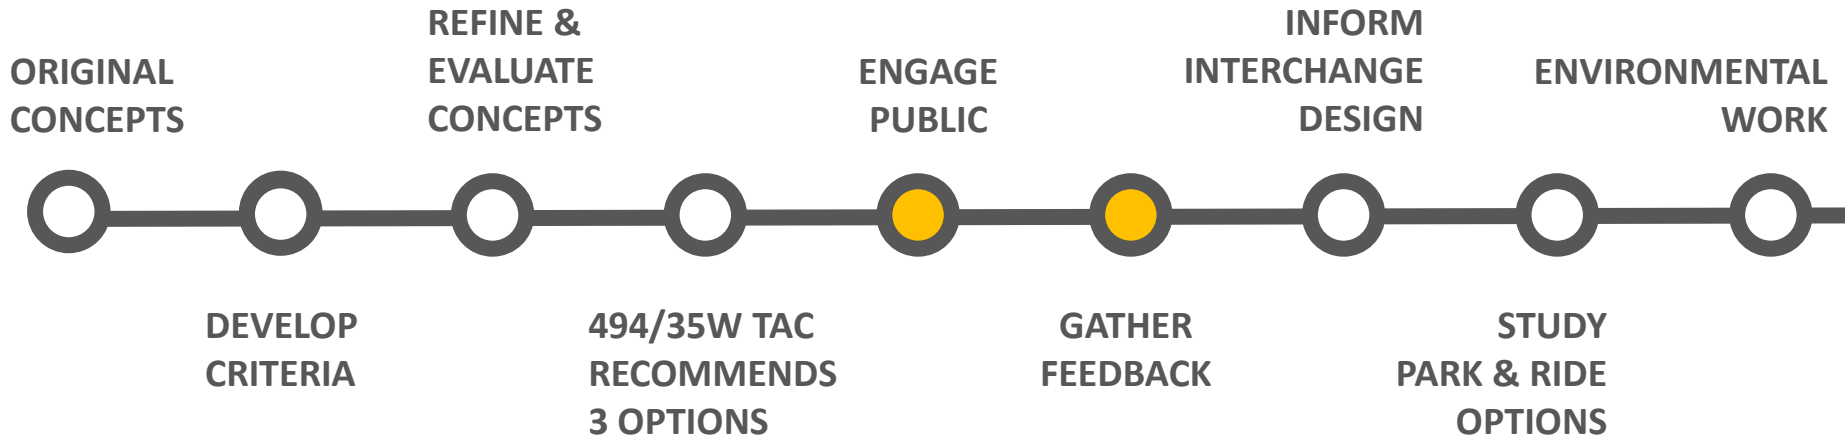 ORIGINAL
CONCEPTS
DEVELOP
CRITERIA
REFINE &
EVALUATE
CONCEPTS
494/35W TAC
RECOMMENDS
3 OPTIONS
ENGAGE
PUBLIC
GATHER
FEEDBACK
INFORM
INTERCHANGE
DESIGN
STUDY
PARK & RIDE
OPTIONS
ENVIRONMENTAL
WORK